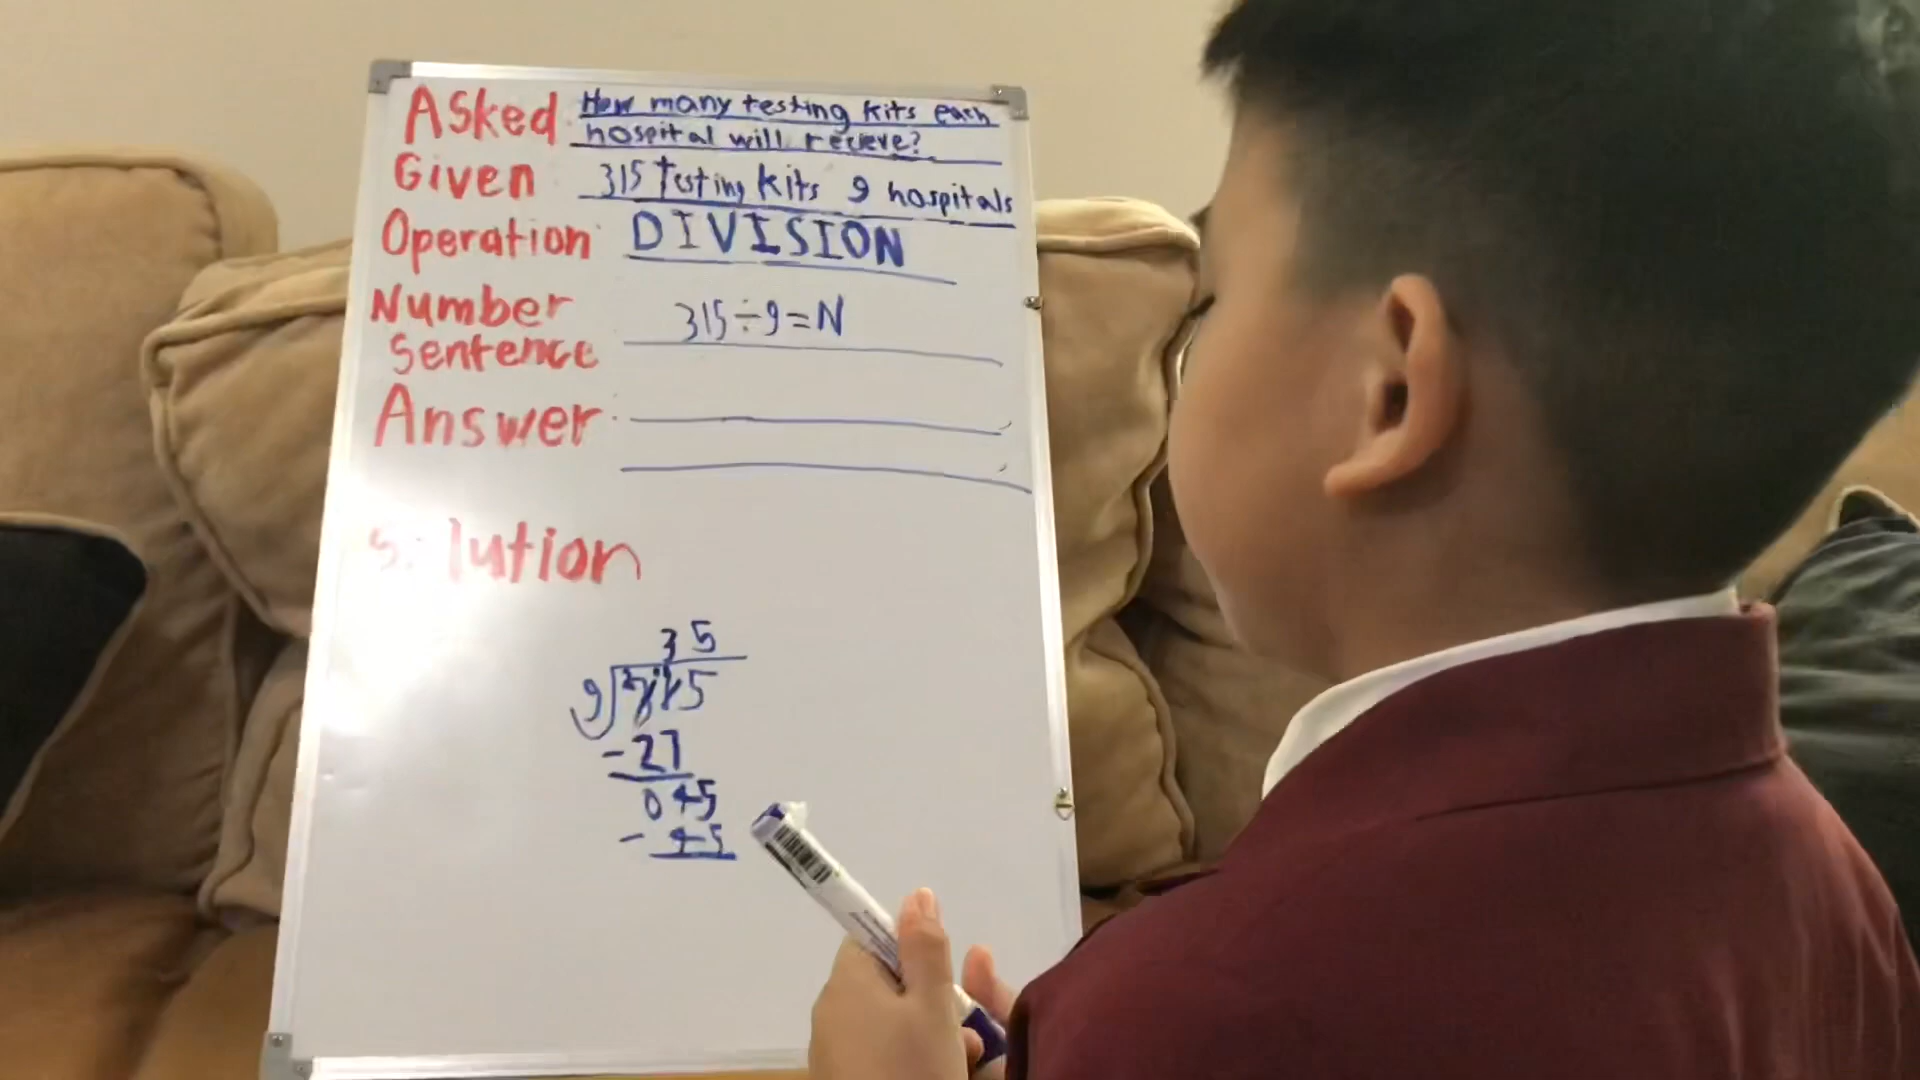 Asked How many testing kits each
hospital will recieve?
Given 315 testing kits 9 hospitals
Operation DIVISION
Number
Sentence 315÷9=N
Answer
Solution
35
9 315
-27
045
- 45